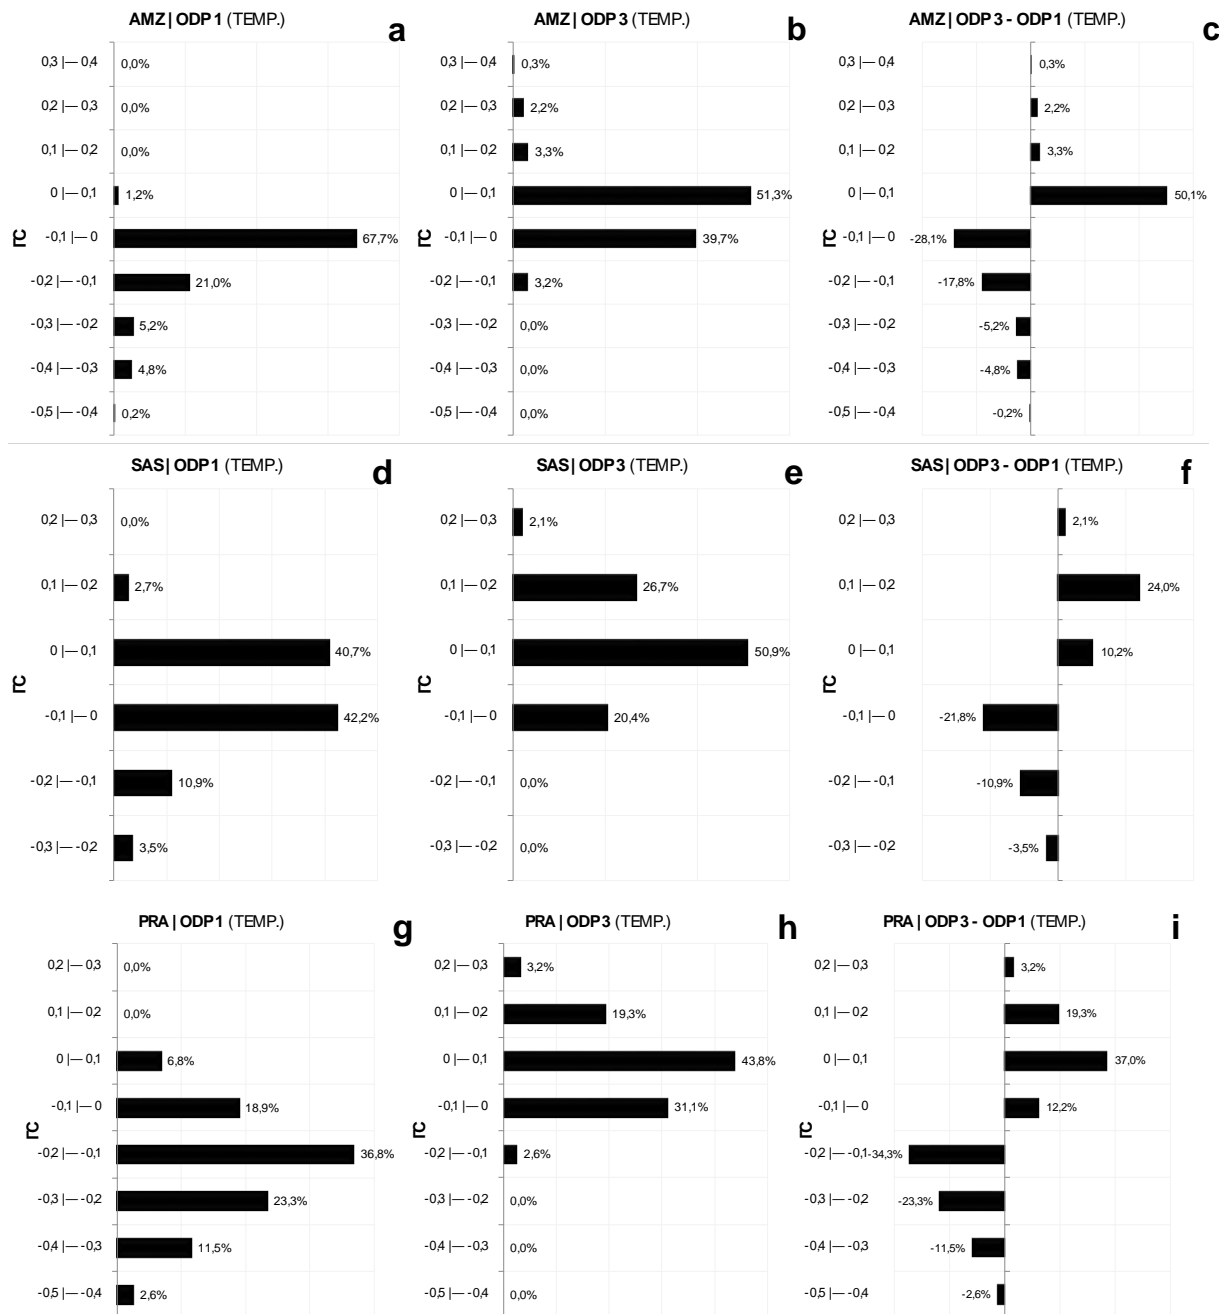 AMZ | ODP1 (TEMP.) a
0,3 |— 0,4 0,0%
0,2 |— 0,3 0,0%
0,1 |— 0,2 0,0%
0 |— 0,1 1,2%
-0,1 |— 0 67,7%
-0,2 |— -0,1 21,0%
-0,3 |— -0,2 5,2%
-0,4 |— -0,3 4,8%
-0,5 |— -0,4 0,2%
rc
AMZ | ODP3 (TEMP.) b
0,3 |— 0,4 0,3%
0,2 |— 0,3 2,2%
0,1 |— 0,2 3,3%
0 |— 0,1 51,3%
-0,1 |— 0 39,7%
-0,2 |— -0,1 3,2%
-0,3 |— -0,2 0,0%
-0,4 |— -0,3 0,0%
-0,5 |— -0,4 0,0%
rc
AMZ | ODP3 - ODP1 (TEMP.) c
0,3 |— 0,4 0,3%
0,2 |— 0,3 2,2%
0,1 |— 0,2 3,3%
0 |— 0,1 50,1%
-0,1 |— 0 -28,1%
-0,2 |— -0,1 -17,8%
-0,3 |— -0,2 -5,2%
-0,4 |— -0,3 -4,8%
-0,5 |— -0,4 -0,2%
rc
SAS | ODP1 (TEMP.) d
0,2 |— 0,3 0,0%
0,1 |— 0,2 2,7%
0 |— 0,1 40,7%
-0,1 |— 0 42,2%
-0,2 |— -0,1 10,9%
-0,3 |— -0,2 3,5%
rc
SAS | ODP3 (TEMP.) e
0,2 |— 0,3 2,1%
0,1 |— 0,2 26,7%
0 |— 0,1 50,9%
-0,1 |— 0 20,4%
-0,2 |— -0,1 0,0%
-0,3 |— -0,2 0,0%
rc
SAS | ODP3 - ODP1 (TEMP.) f
0,2 |— 0,3 2,1%
0,1 |— 0,2 24,0%
0 |— 0,1 10,2%
-0,1 |— 0 -21,8%
-0,2 |— -0,1 -10,9%
-0,3 |— -0,2 -3,5%
rc
PRA | ODP1 (TEMP.) g
0,2 |— 0,3 0,0%
0,1 |— 0,2 0,0%
0 |— 0,1 6,8%
-0,1 |— 0 18,9%
-0,2 |— -0,1 36,8%
-0,3 |— -0,2 23,3%
-0,4 |— -0,3 11,5%
-0,5 |— -0,4 2,6%
rc
PRA | ODP3 (TEMP.) h
0,2 |— 0,3 3,2%
0,1 |— 0,2 19,3%
0 |— 0,1 43,8%
-0,1 |— 0 31,1%
-0,2 |— -0,1 2,6%
-0,3 |— -0,2 0,0%
-0,4 |— -0,3 0,0%
-0,5 |— -0,4 0,0%
rc
PRA | ODP3 - ODP1 (TEMP.) i
0,2 |— 0,3 3,2%
0,1 |— 0,2 19,3%
0 |— 0,1 37,0%
-0,1 |— 0 12,2%
-0,2 |— -0,1 -34,3%
-0,3 |— -0,2 -23,3%
-0,4 |— -0,3 -11,5%
-0,5 |— -0,4 -2,6%
rc